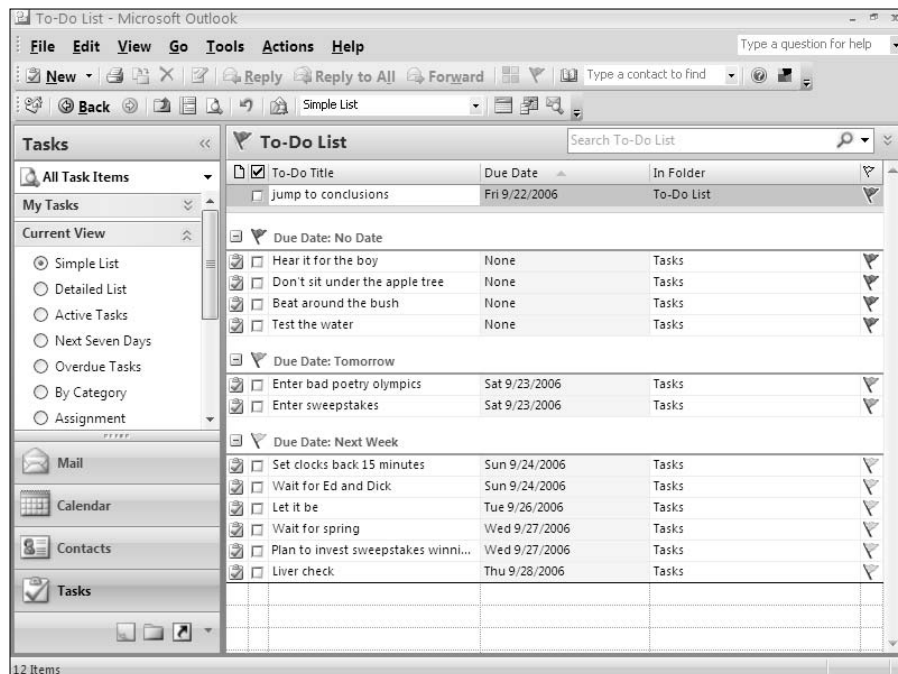 To-Do List - Microsoft Outlook
File Edit View Go Tools Actions Help Type a question for help
New Reply Reply to All Forward Type a contact to find
Back Simple List
Tasks
All Task Items
My Tasks
Current View
Simple List
Detailed List
Active Tasks
Next Seven Days
Overdue Tasks
By Category
Assignment
Mail
Calendar
Contacts
Tasks
To-Do List Search To-Do List
To-Do Title Due Date In Folder
jump to conclusions Fri 9/22/2006 To-Do List
Due Date: No Date
Hear it for the boy None Tasks
Don't sit under the apple tree None Tasks
Beat around the bush None Tasks
Test the water None Tasks
Due Date: Tomorrow
Enter bad poetry olympics Sat 9/23/2006 Tasks
Enter sweepstakes Sat 9/23/2006 Tasks
Due Date: Next Week
Set clocks back 15 minutes Sun 9/24/2006 Tasks
Wait for Ed and Dick Sun 9/24/2006 Tasks
Let it be Tue 9/26/2006 Tasks
Wait for spring Wed 9/27/2006 Tasks
Plan to invest sweepstakes winni... Wed 9/27/2006 Tasks
Liver check Thu 9/28/2006 Tasks
12 Items